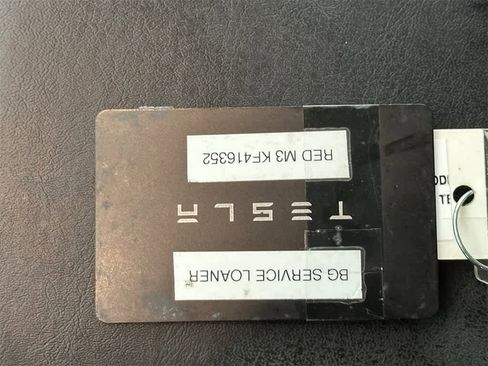 BG SERVICE LOANER
TESLA
RED M3 KF416352